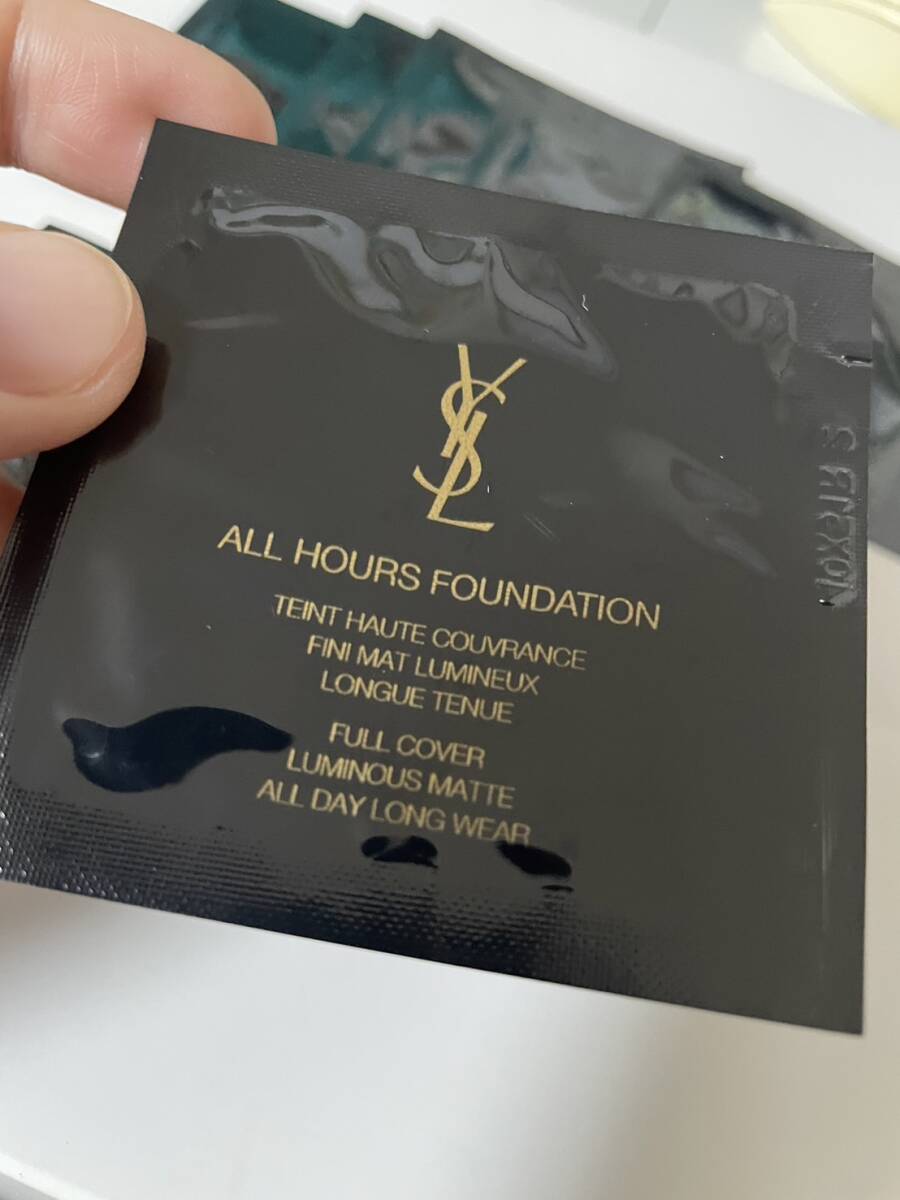 YSL
ALL HOURS FOUNDATION
TEINT HAUTE COUVRANCE
FINI MAT LUMINEUX
LONGUE TENUE
FULL COVER
LUMINOUS MATTE
ALL DAY LONG WEAR